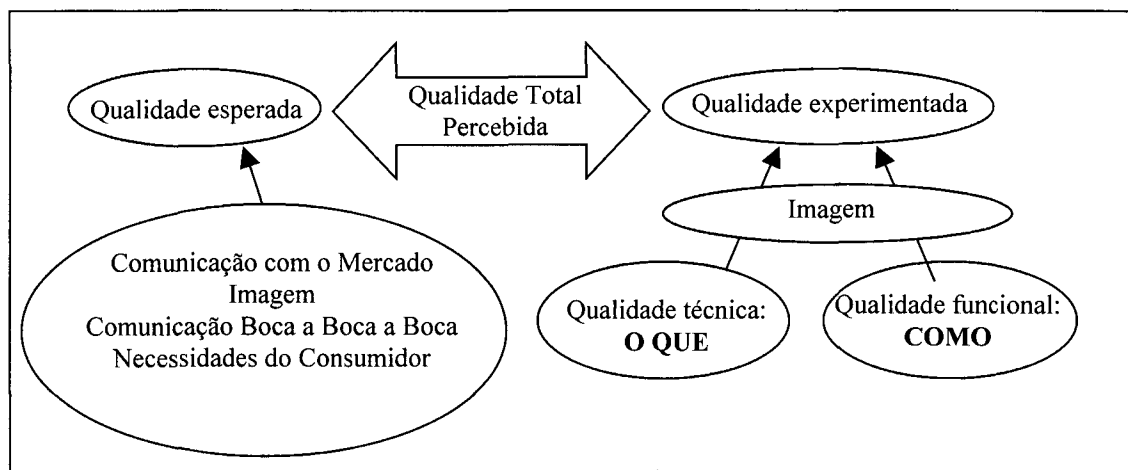 Qualidade esperada
Qualidade Total
Percebida
Qualidade experimentada
Imagem
Comunicação com o Mercado
Imagem
Comunicação Boca a Boca a Boca
Necessidades do Consumidor
Qualidade técnica:
O QUE
Qualidade funcional:
COMO